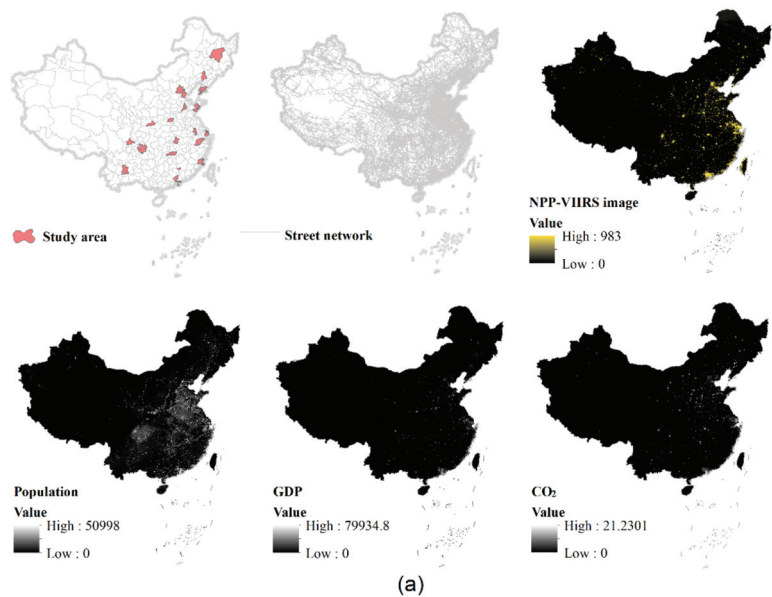 Study area
Street network
NPP-VIIRS image
Value
High : 983
Low : 0
Population
Value
High : 50998
Low : 0
GDP
Value
High : 79934.8
Low : 0
CO₂
Value
High : 21.2301
Low : 0
(a)